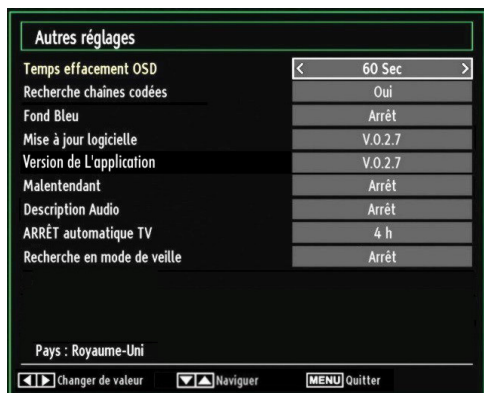 Autres réglages
Temps effacement OSD < 60 Sec >
Recherche chaînes codées Oui
Fond Bleu Arrêt
Mise à jour logicielle V.0.2.7
Version de L'application V.0.2.7
Malentendant Arrêt
Description Audio Arrêt
ARRÊT automatique TV 4 h
Recherche en mode de veille Arrêt
Pays : Royaume-Uni
Changer de valeur Naviguer MENU Quitter